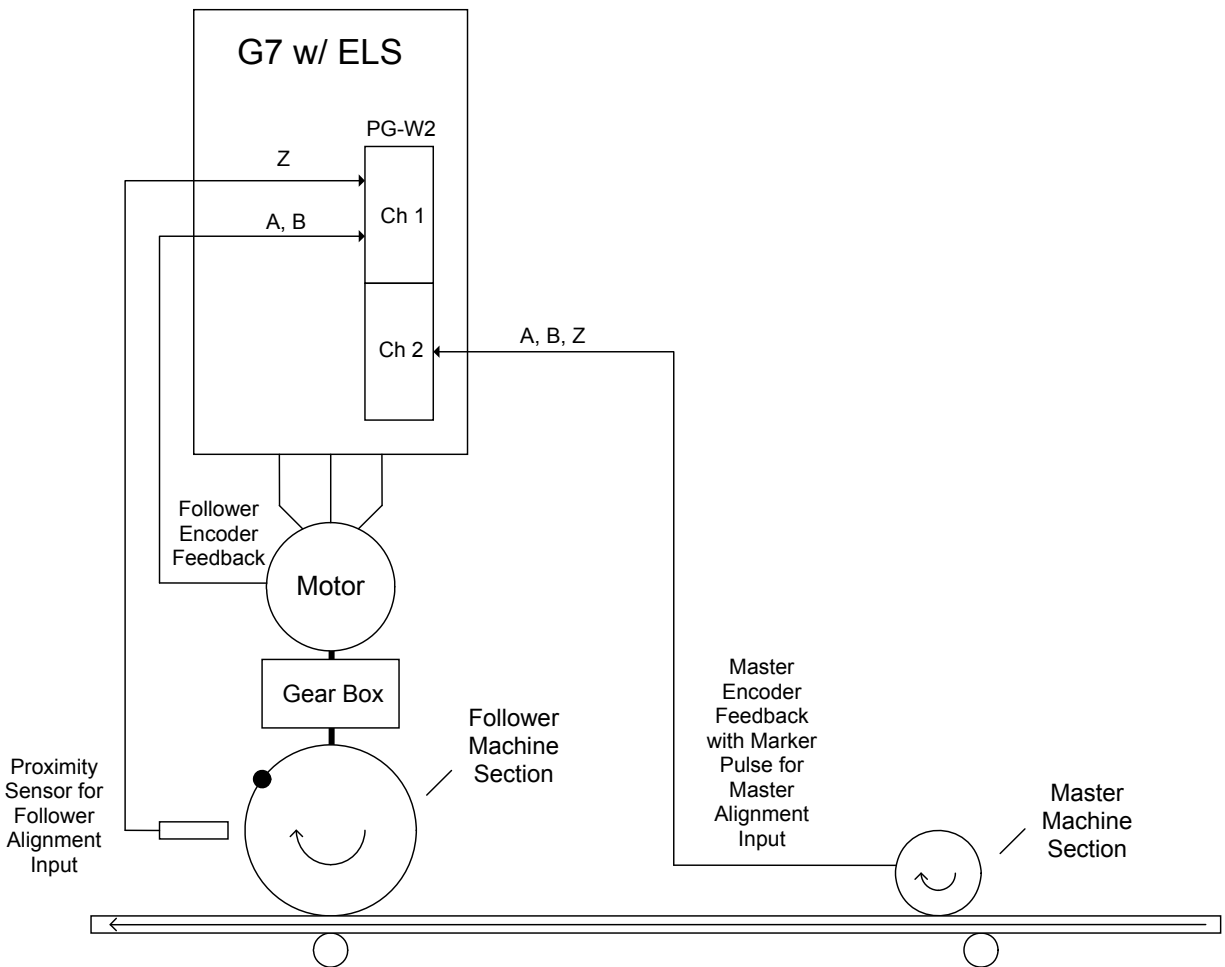 G7 w/ ELS
PG-W2
Z
Ch 1
A, B
Ch 2
A, B, Z
Follower
Encoder
Feedback
Motor
Gear Box
Follower
Machine
Section
Master
Encoder
Feedback
with Marker
Pulse for
Master
Alignment
Input
Proximity
Sensor for
Follower
Alignment
Input
Master
Machine
Section